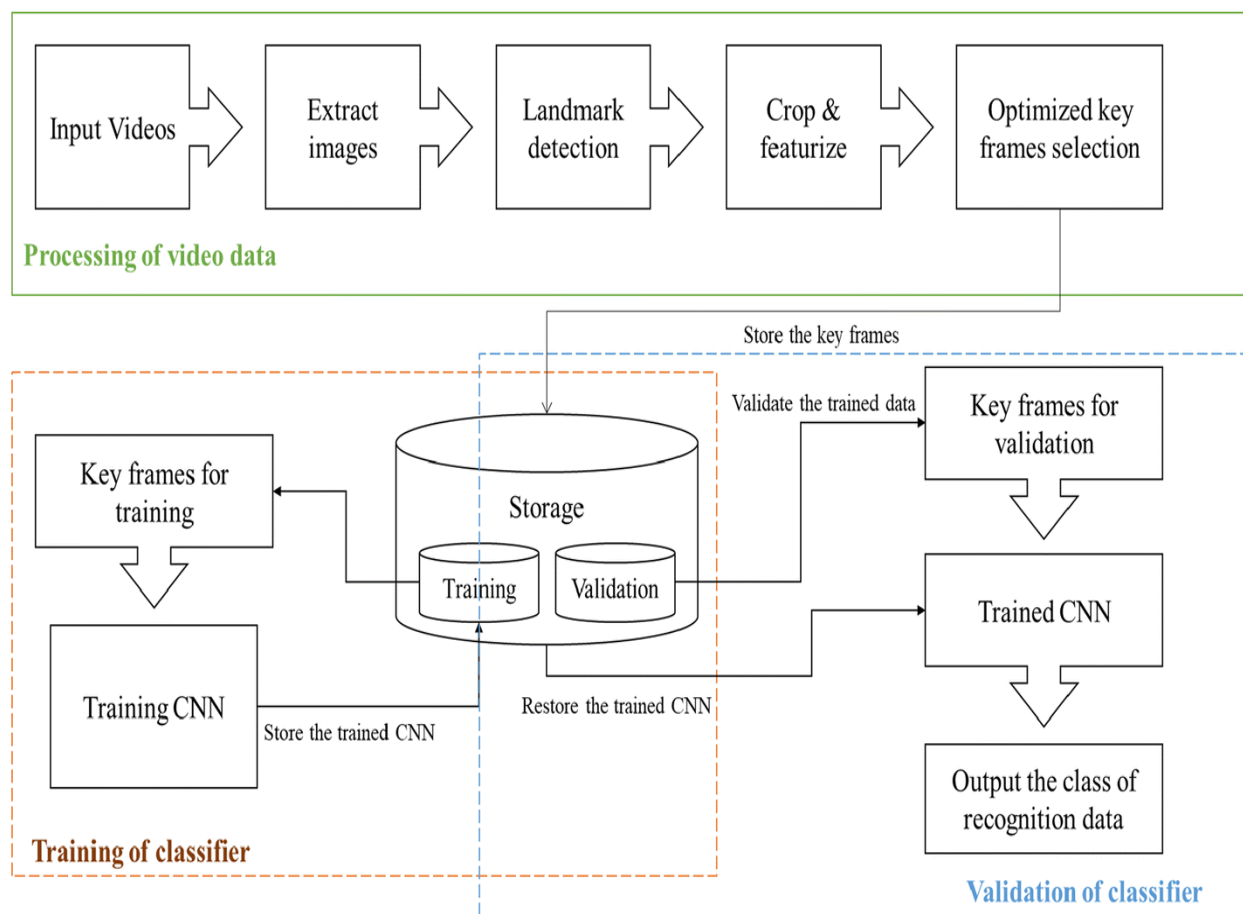 Input Videos
Extract
images
Landmark
detection
Crop &
featurize
Optimized key
frames selection
Processing of video data
Store the key frames
Validate the trained data
Key frames for
validation
Key frames for
training
Storage
Training
Validation
Trained CNN
Training CNN
Restore the trained CNN
Store the trained CNN
Output the class of
recognition data
Training of classifier
Validation of classifier